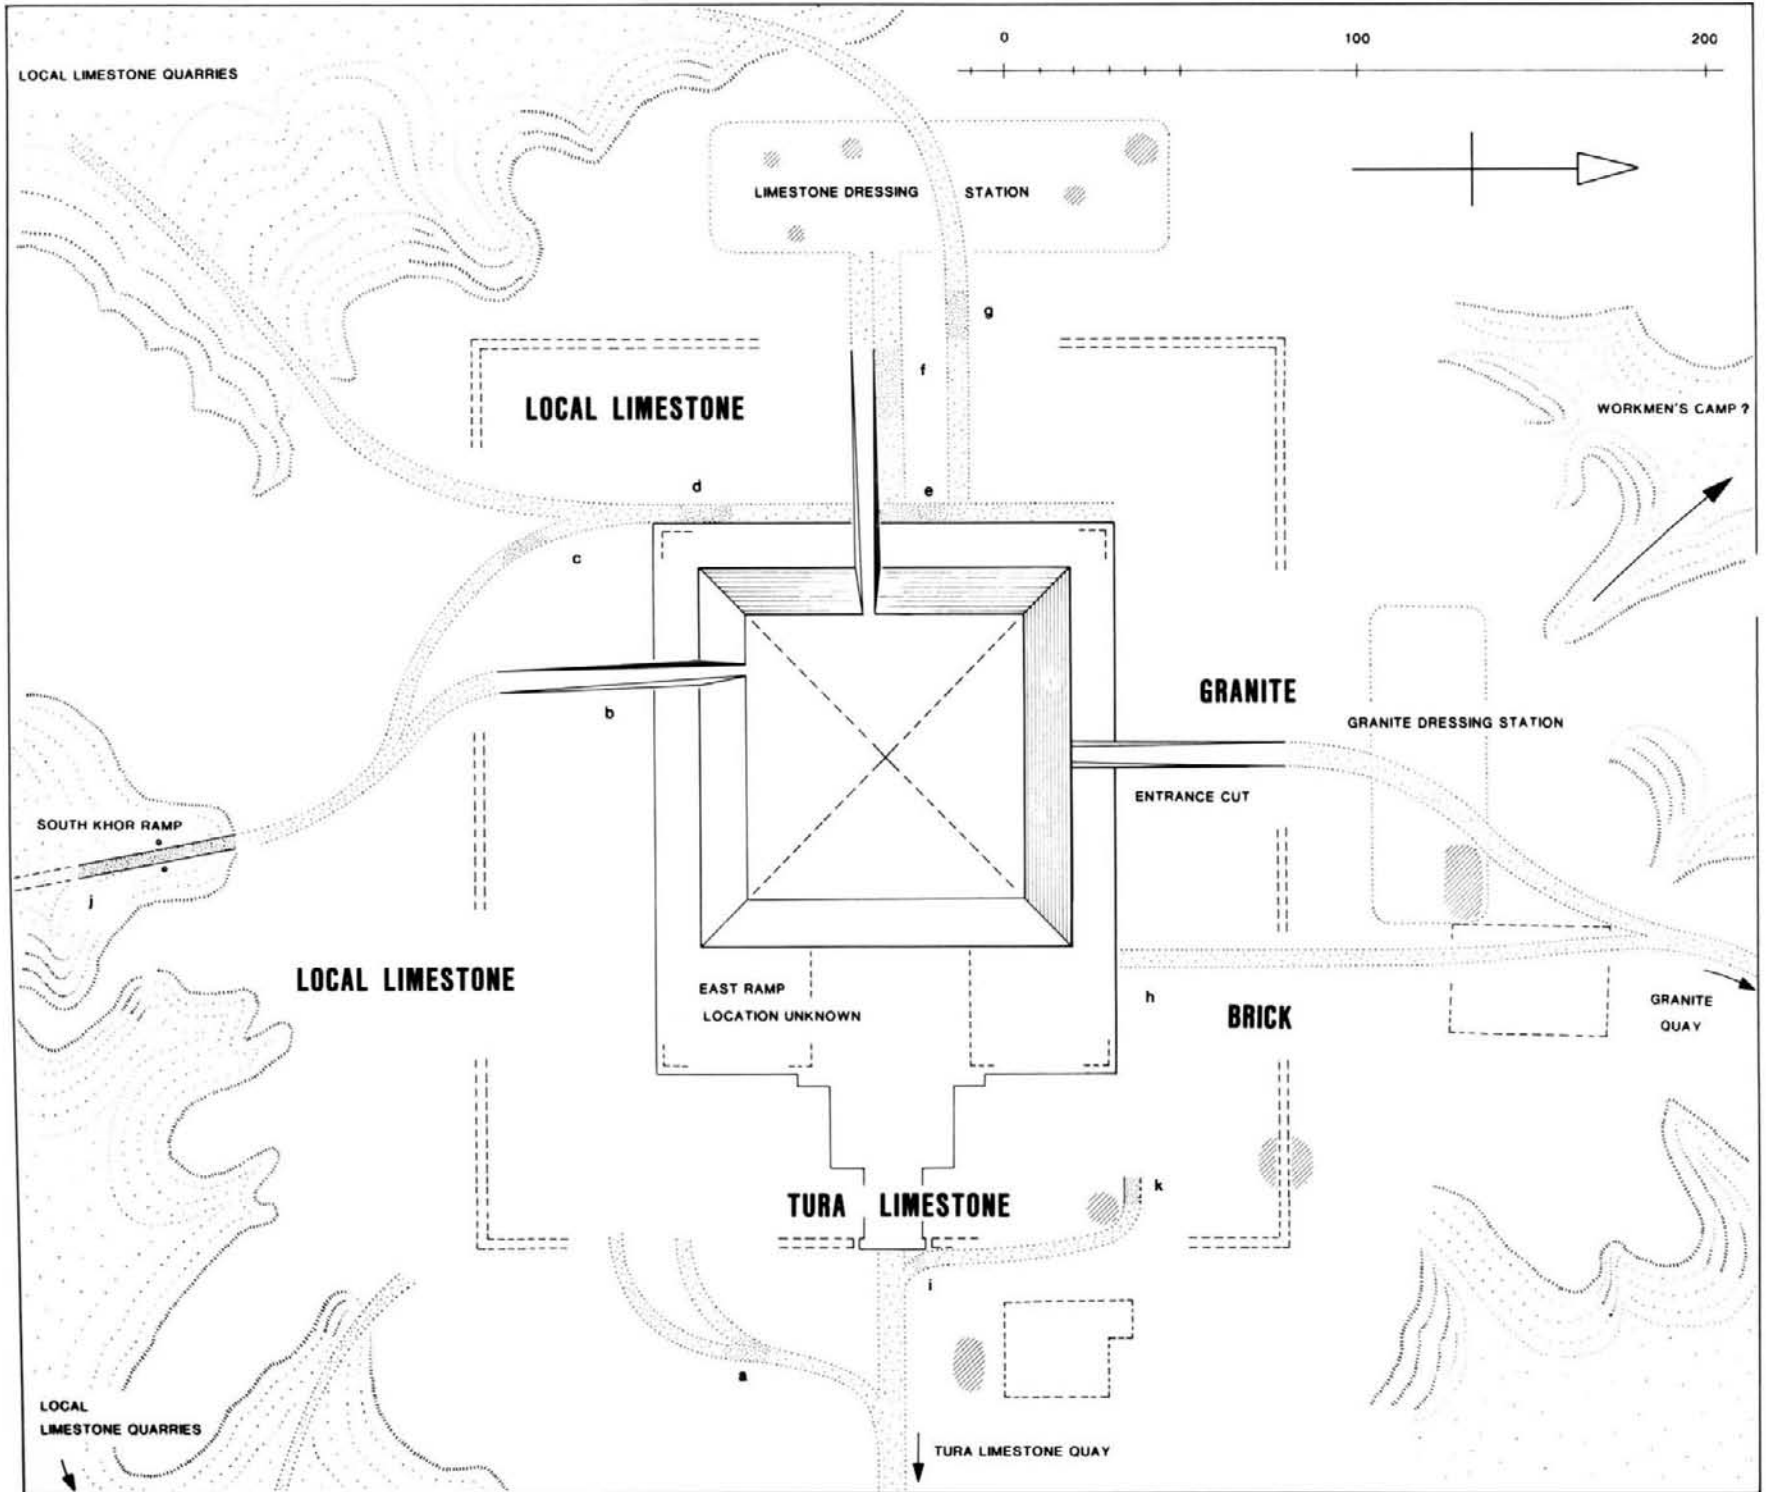 0 100 200
LOCAL LIMESTONE QUARRIES
LIMESTONE DRESSING STATION
g
f
LOCAL LIMESTONE
WORKMEN'S CAMP ?
d
e
c
GRANITE
b
GRANITE DRESSING STATION
ENTRANCE CUT
SOUTH KHOR RAMP
j
LOCAL LIMESTONE
EAST RAMP
LOCATION UNKNOWN
h
BRICK
GRANITE
QUAY
k
TURA LIMESTONE
i
a
LOCAL
LIMESTONE QUARRIES
TURA LIMESTONE QUAY